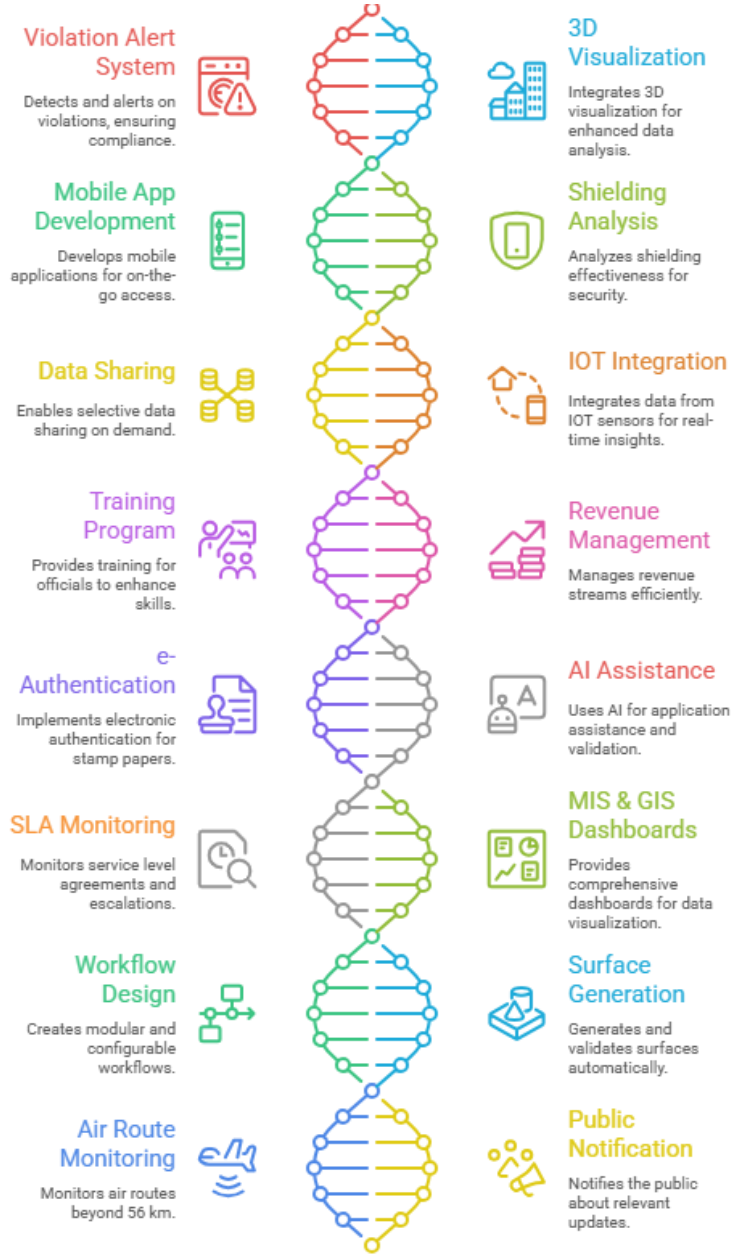 Violation Alert
System
Detects and alerts on
violations, ensuring
compliance.
3D
Visualization
Integrates 3D
visualization for
enhanced data
analysis.
Mobile App
Development
Develops mobile
applications for on-the-
go access.
Shielding
Analysis
Analyzes shielding
effectiveness for
security.
Data Sharing
Enables selective data
sharing on demand.
IOT Integration
Integrates data from
IOT sensors for real-
time insights.
Training
Program
Provides training for
officials to enhance
skills.
Revenue
Management
Manages revenue
streams efficiently.
e-
Authentication
Implements electronic
authentication for
stamp papers.
AI Assistance
Uses AI for application
assistance and
validation.
A
SLA Monitoring
Monitors service level
agreements and
escalations.
MIS & GIS
Dashboards
Provides
comprehensive
dashboards for data
visualization.
Workflow
Design
Creates modular and
configurable
workflows.
Surface
Generation
Generates and
validates surfaces
automatically.
Air Route
Monitoring
Monitors air routes
beyond 56 km.
Public
Notification
Notifies the public
about relevant
updates.